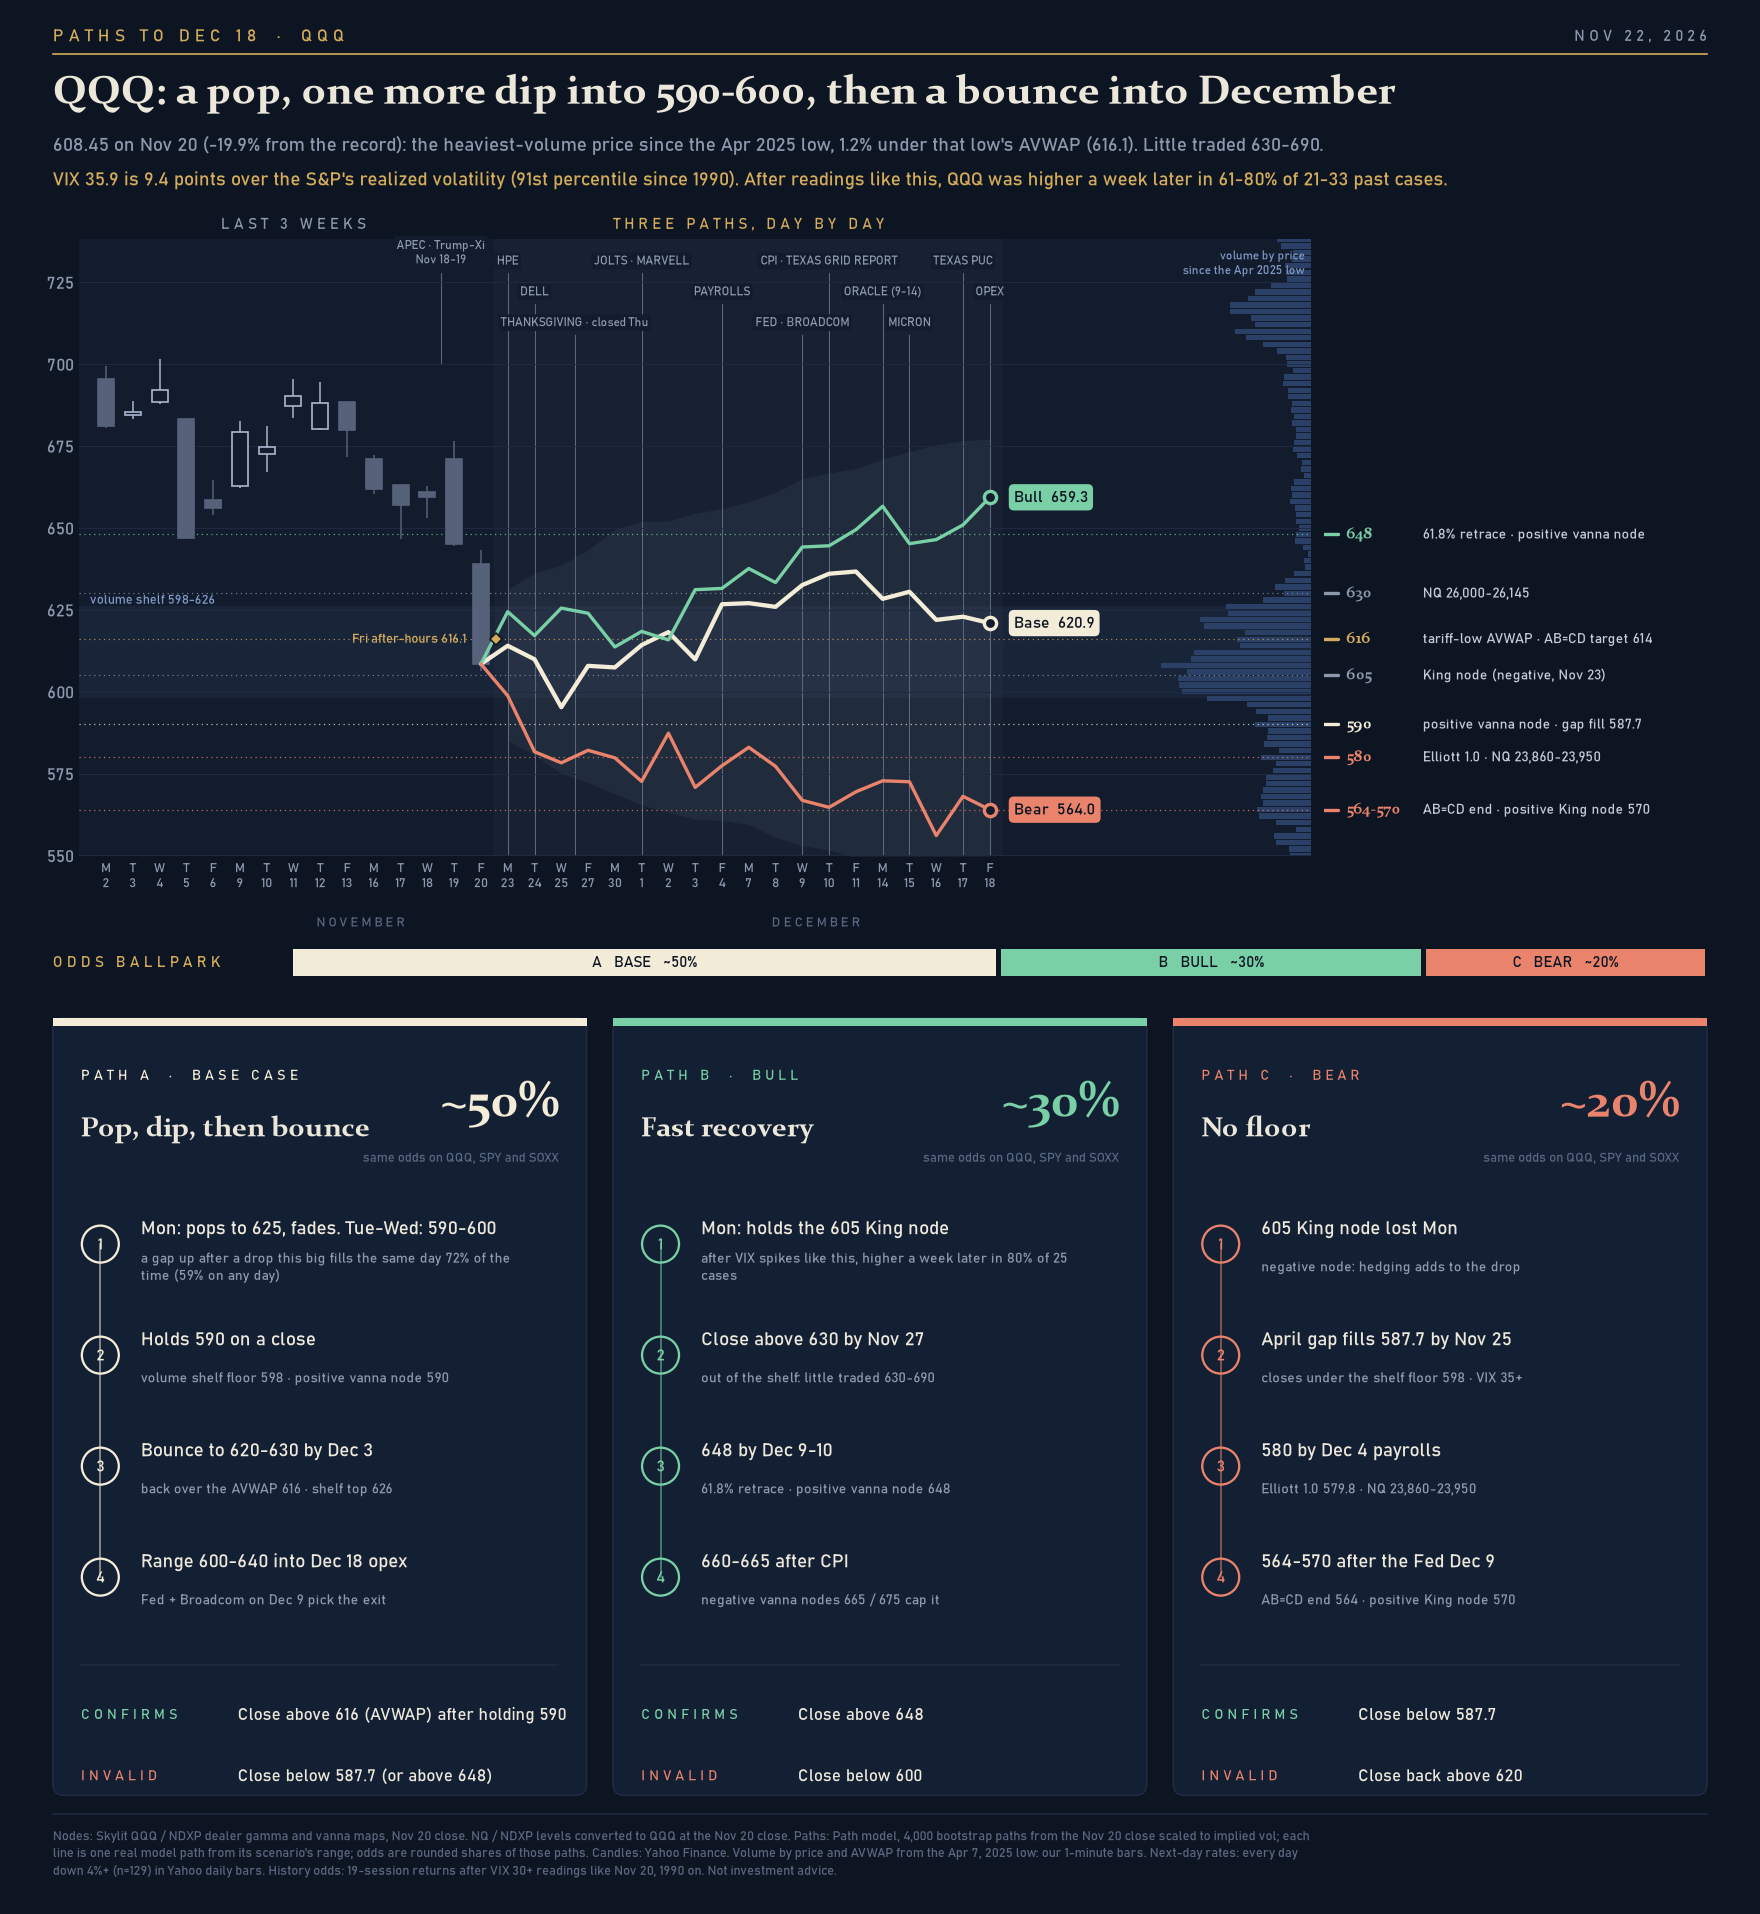 PATHS TO DEC 18 · QQQ
NOV 22, 2026
QQQ: a pop, one more dip into 590-600, then a bounce into December
608.45 on Nov 20 (-19.9% from the record): the heaviest-volume price since the Apr 2025 low, 1.2% under that low's AVWAP (616.1). Little traded 630-690.
VIX 35.9 is 9.4 points over the S&P's realized volatility (91st percentile since 1990). After readings like this, QQQ was higher a week later in 61-80% of 21-33 past cases.
LAST 3 WEEKS
THREE PATHS, DAY BY DAY
APEC · Trump-Xi
Nov 18-19
HPE
JOLTS · MARVELL
CPI · TEXAS GRID REPORT
TEXAS PUC
volume by price
since the Apr 2025 low
DELL
PAYROLLS
ORACLE (9-14)
OPEX
THANKSGIVING · closed Thu
FED · BROADCOM
MICRON
725
700
675
650
625
600
575
550
volume shelf 598-626
Fri after-hours 616.1
Bull 659.3
Base 620.9
Bear 564.0
648 61.8% retrace · positive vanna node
630 NQ 26,000-26,145
616 tariff-low AVWAP · AB=CD target 614
605 King node (negative, Nov 23)
590 positive vanna node · gap fill 587.7
580 Elliott 1.0 · NQ 23,860-23,950
564-570 AB=CD end · positive King node 570
M T W T F M T W T F M T W T F M T W F M T W T F M T W T F M T W T F
2 3 4 5 6 9 10 11 12 13 16 17 18 19 20 23 24 25 27 30 1 2 3 4 7 8 9 10 11 14 15 16 17 18
NOVEMBER
DECEMBER
ODDS BALLPARK
A BASE ~50%
B BULL ~30%
C BEAR ~20%
PATH A · BASE CASE
~50%
Pop, dip, then bounce
same odds on QQQ, SPY and SOXX
1
Mon: pops to 625, fades. Tue-Wed: 590-600
a gap up after a drop this big fills the same day 72% of the
time (59% on any day)
2
Holds 590 on a close
volume shelf floor 598 · positive vanna node 590
3
Bounce to 620-630 by Dec 3
back over the AVWAP 616 · shelf top 626
4
Range 600-640 into Dec 18 opex
Fed + Broadcom on Dec 9 pick the exit
CONFIRMS
Close above 616 (AVWAP) after holding 590
INVALID
Close below 587.7 (or above 648)
PATH B · BULL
~30%
Fast recovery
same odds on QQQ, SPY and SOXX
1
Mon: holds the 605 King node
after VIX spikes like this, higher a week later in 80% of 25
cases
2
Close above 630 by Nov 27
out of the shelf: little traded 630-690
3
648 by Dec 9-10
61.8% retrace · positive vanna node 648
4
660-665 after CPI
negative vanna nodes 665 / 675 cap it
CONFIRMS
Close above 648
INVALID
Close below 600
PATH C · BEAR
~20%
No floor
same odds on QQQ, SPY and SOXX
1
605 King node lost Mon
negative node: hedging adds to the drop
2
April gap fills 587.7 by Nov 25
closes under the shelf floor 598 · VIX 35+
3
580 by Dec 4 payrolls
Elliott 1.0 579.8 · NQ 23,860-23,950
4
564-570 after the Fed Dec 9
AB=CD end 564 · positive King node 570
CONFIRMS
Close below 587.7
INVALID
Close back above 620
Nodes: Skylit QQQ / NDXP dealer gamma and vanna maps, Nov 20 close. NQ / NDXP levels converted to QQQ at the Nov 20 close. Paths: Path model, 4,000 bootstrap paths from the Nov 20 close scaled to implied vol; each
line is one real model path from its scenario's range; odds are rounded shares of those paths. Candles: Yahoo Finance. Volume by price and AVWAP from the Apr 7, 2025 low: our 1-minute bars. Next-day rates: every day
down 4%+ (n=129) in Yahoo daily bars. History odds: 19-session returns after VIX 30+ readings like Nov 20, 1990 on. Not investment advice.